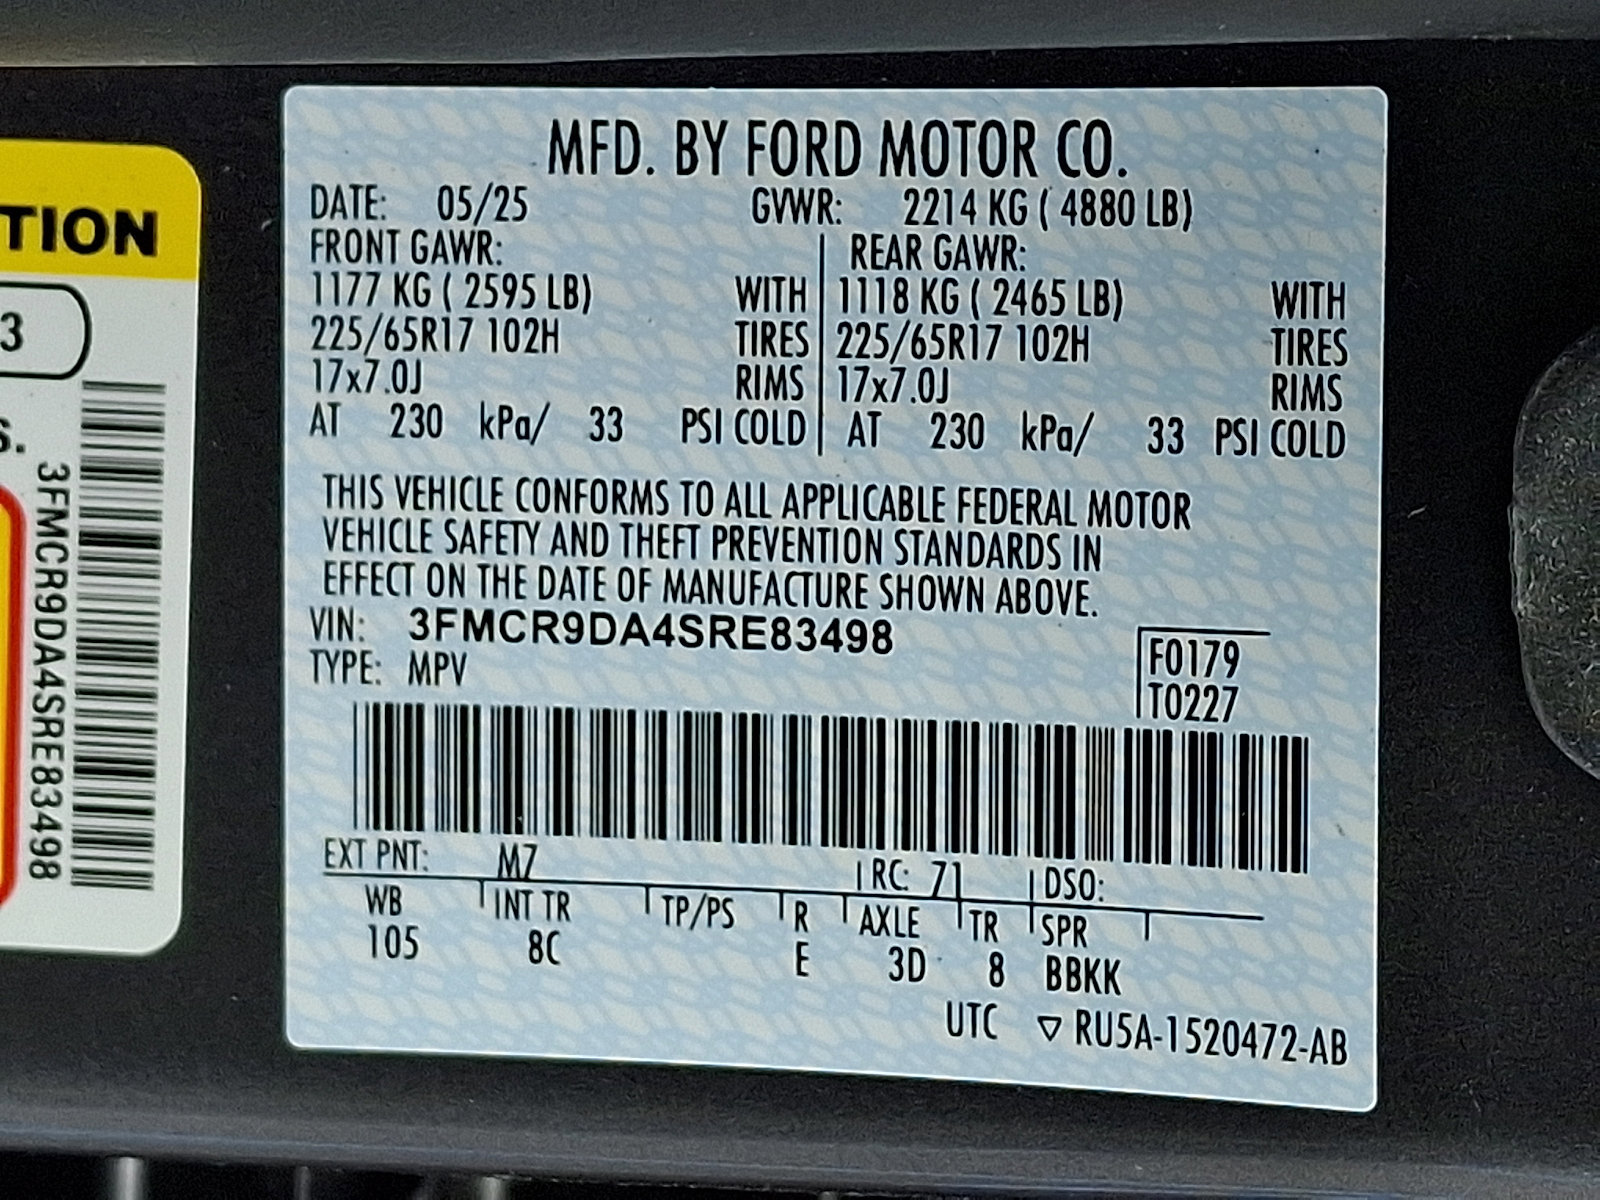 TION
3
s.
3FMCR9DA4SRE83498
MFD. BY FORD MOTOR CO.
DATE: 05/25 GVWR: 2214 KG ( 4880 LB)
FRONT GAWR: REAR GAWR:
1177 KG ( 2595 LB) WITH 1118 KG ( 2465 LB) WITH
225/65R17 102H TIRES 225/65R17 102H TIRES
17x7.0J RIMS 17x7.0J RIMS
AT 230 kPa/ 33 PSI COLD AT 230 kPa/ 33 PSI COLD
THIS VEHICLE CONFORMS TO ALL APPLICABLE FEDERAL MOTOR
VEHICLE SAFETY AND THEFT PREVENTION STANDARDS IN
EFFECT ON THE DATE OF MANUFACTURE SHOWN ABOVE.
VIN: 3FMCR9DA4SRE83498
TYPE: MPV
F0179
T0227
EXT PNT: M7 RC: 71 DSO:
WB INT TR TP/PS R AXLE TR SPR
105 8C E 3D 8 BBKK
UTC ▽ RU5A-1520472-AB